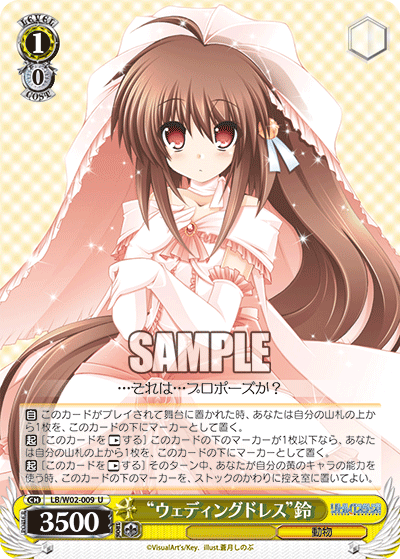 LEVEL
1
0
COST
SAMPLE
…それは…プロポーズか？
自 このカードがプレイされて舞台に置かれた時、あなたは自分の山札の上から1枚を、このカードの下にマーカーとして置く。
起 [このカードを する] このカードの下のマーカーが1枚以下なら、あなたは自分の山札の上から1枚を、このカードの下にマーカーとして置く。
起 [このカードを する] そのターン中、あなたが自分の黄のキャラの起動能力を使う時、このカードの下のマーカーを、ストックのかわりに控え室に置いてよい。
CH LB/W02-009 U
3500
“ウェディングドレス”鈴
動物
©VisualArt's/Key. illust.蒼月しのぶ